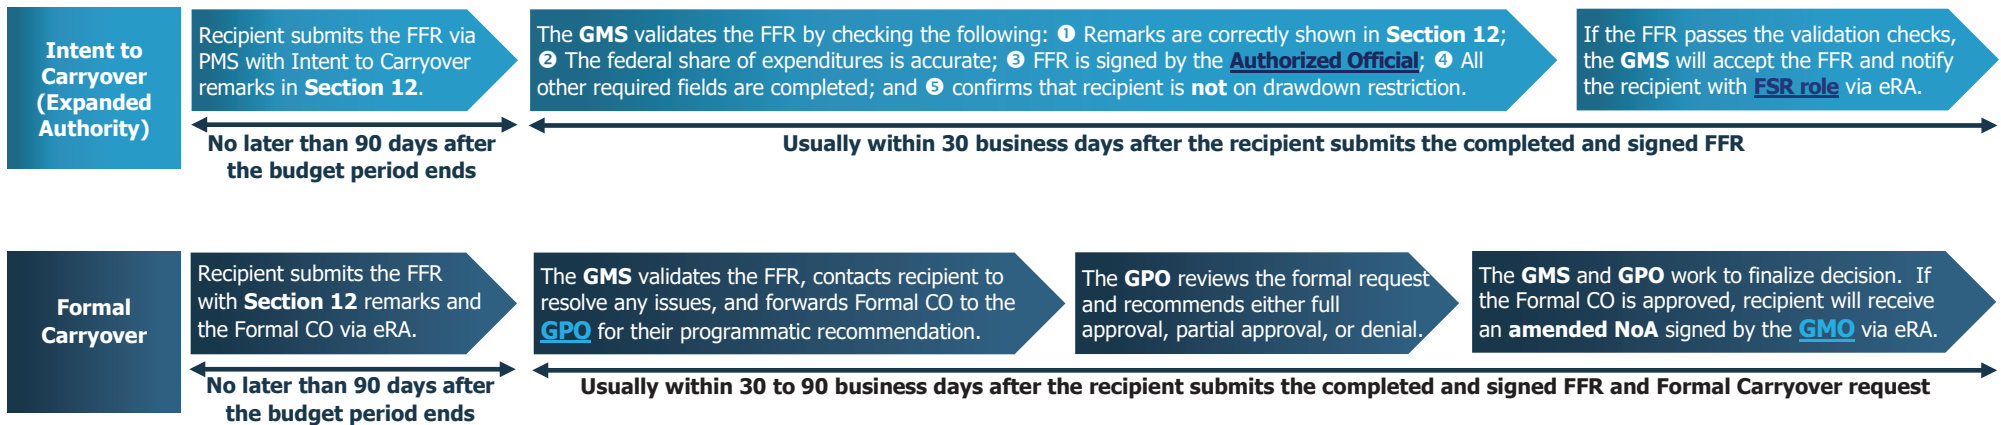 Intent to
Carryover
(Expanded
Authority)
Recipient submits the FFR via
PMS with Intent to Carryover
remarks in Section 12.
The GMS validates the FFR by checking the following: ❶ Remarks are correctly shown in Section 12;
❷ The federal share of expenditures is accurate; ❸ FFR is signed by the Authorized Official; ❹ All
other required fields are completed; and ❺ confirms that recipient is not on drawdown restriction.
If the FFR passes the validation checks,
the GMS will accept the FFR and notify
the recipient with FSR role via eRA.
No later than 90 days after
the budget period ends
Usually within 30 business days after the recipient submits the completed and signed FFR
Formal
Carryover
Recipient submits the FFR
with Section 12 remarks and
the Formal CO via eRA.
The GMS validates the FFR, contacts recipient to
resolve any issues, and forwards Formal CO to the
GPO for their programmatic recommendation.
The GPO reviews the formal request
and recommends either full
approval, partial approval, or denial.
The GMS and GPO work to finalize decision. If
the Formal CO is approved, recipient will receive
an amended NoA signed by the GMO via eRA.
No later than 90 days after
the budget period ends
Usually within 30 to 90 business days after the recipient submits the completed and signed FFR and Formal Carryover request